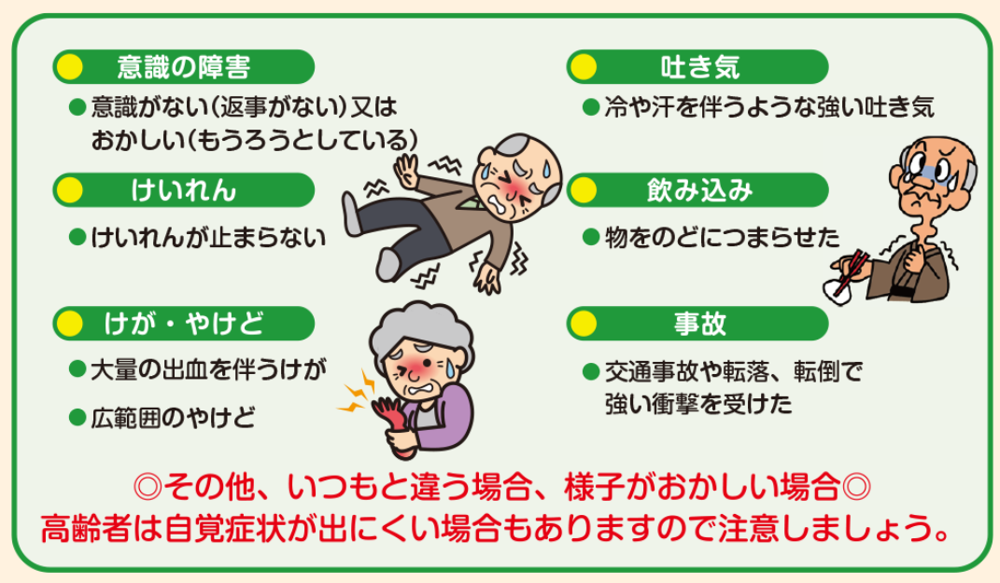 意識の障害
●意識がない（返事がない）又は
おかしい（もうろうとしている）
けいれん
●けいれんが止まらない
けが・やけど
●大量の出血を伴うけが
●広範囲のやけど
吐き気
●冷や汗を伴うような強い吐き気
飲み込み
●物をのどにつまらせた
事故
●交通事故や転落、転倒で
強い衝撃を受けた
◎その他、いつもと違う場合、様子がおかしい場合◎
高齢者は自覚症状が出にくい場合もありますので注意しましょう。